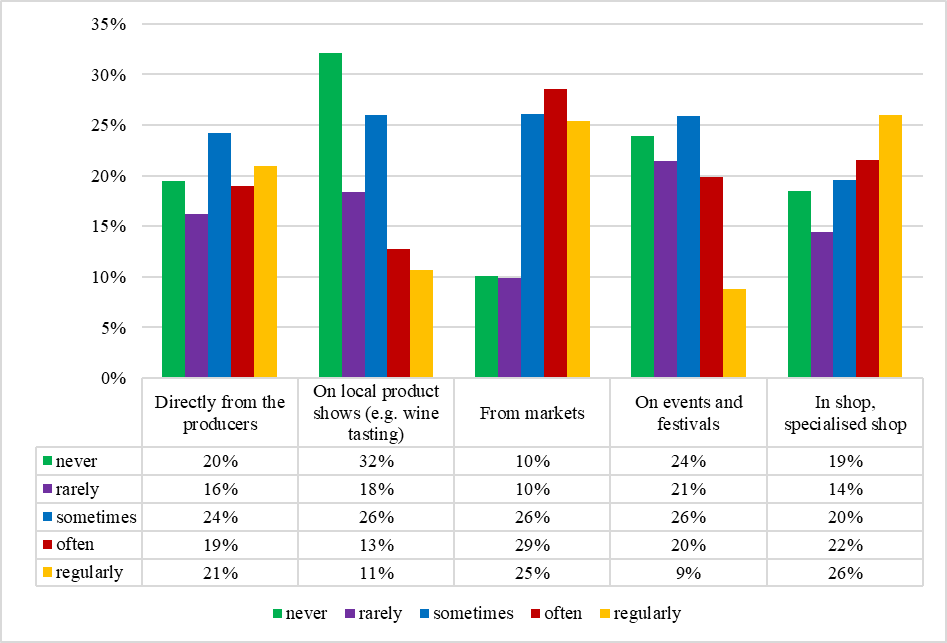 35%
30%
25%
20%
15%
10%
5%
0%
Directly from the
producers
On local product
shows (e.g. wine
tasting)
From markets
On events and
festivals
In shop,
specialised shop
never 20% 32% 10% 24% 19%
rarely 16% 18% 10% 21% 14%
sometimes 24% 26% 26% 26% 20%
often 19% 13% 29% 20% 22%
regularly 21% 11% 25% 9% 26%
never rarely sometimes often regularly